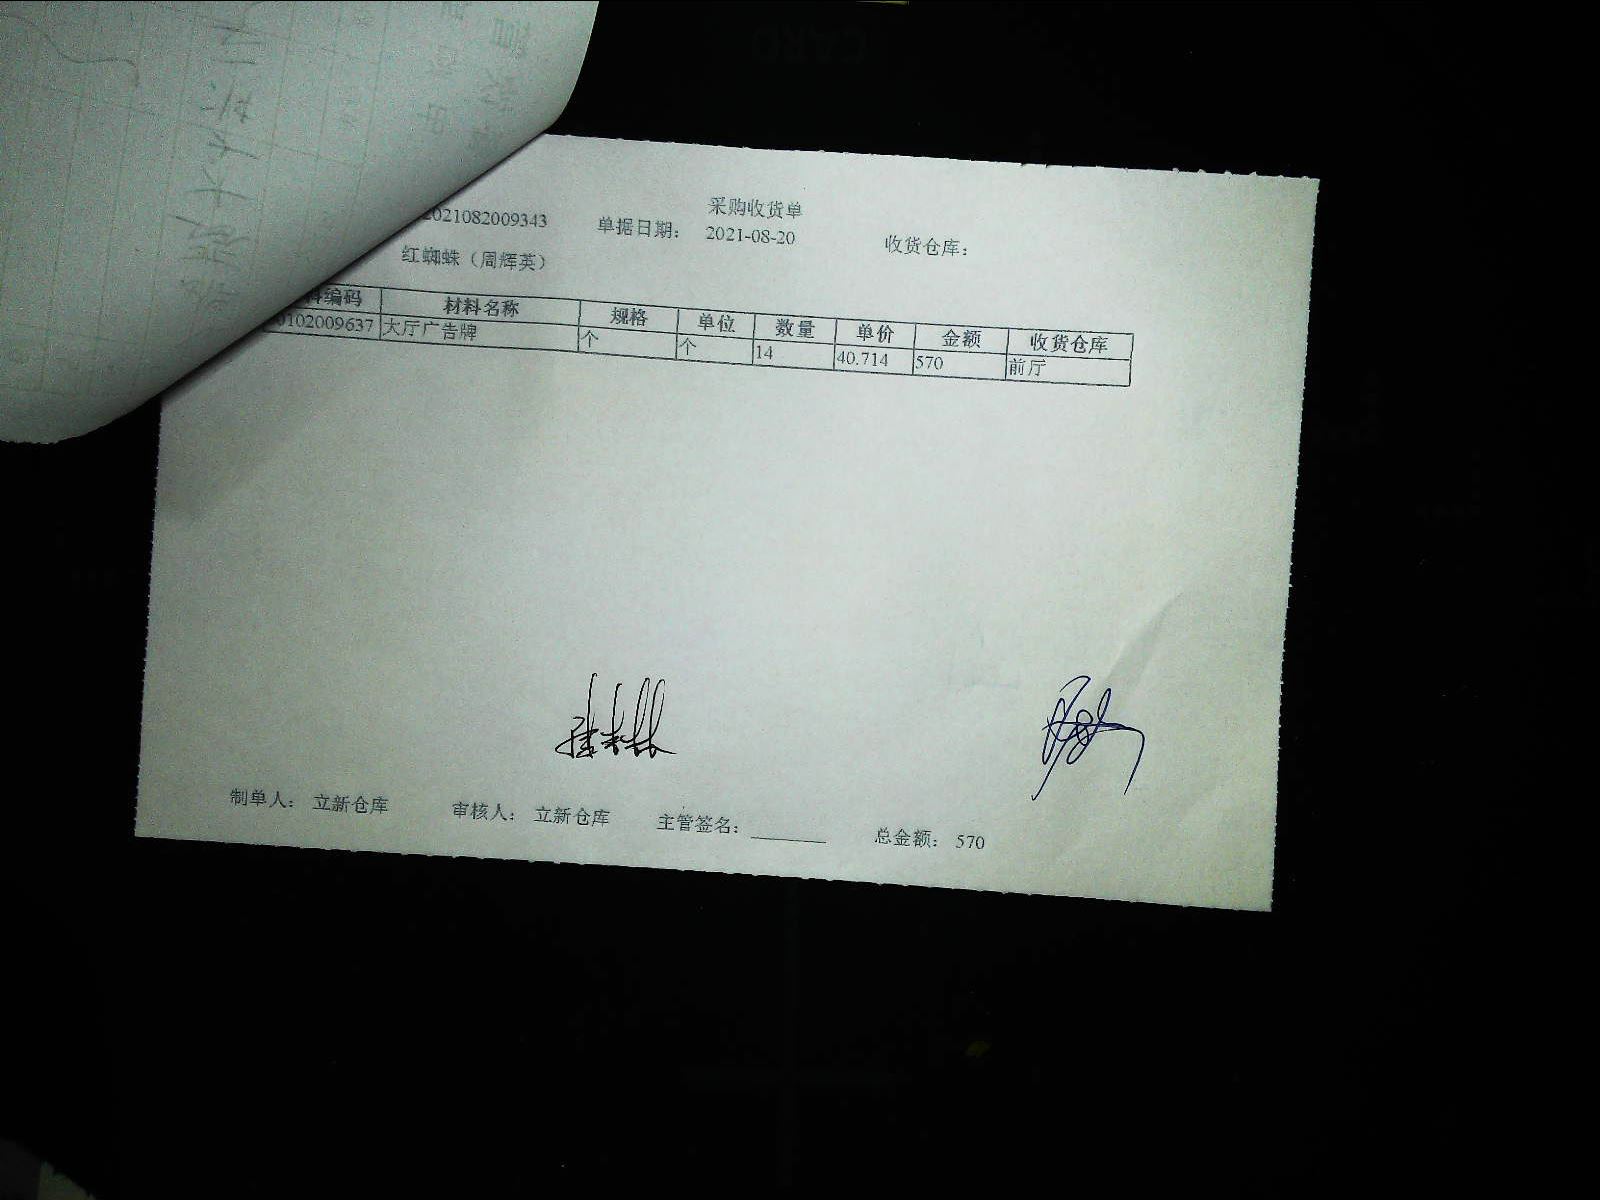 采购收货单
2021082009343 单据日期: 2021-08-20 收货仓库:
红蜘蛛（周辉英）
料编码 材料名称 规格 单位 数量 单价 金额 收货仓库
0102009637 大厅广告牌 个 个 14 40.714 570 前厅
制单人: 立新仓库 审核人: 立新仓库 主管签名: 总金额: 570